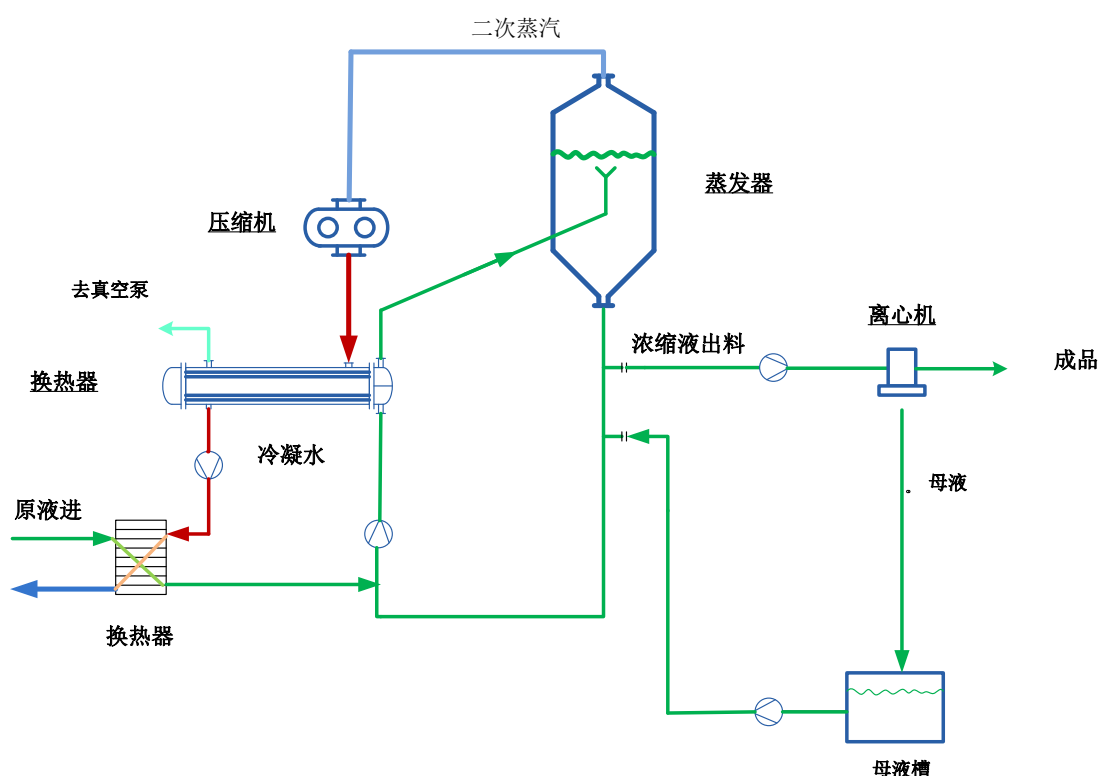 二次蒸汽
蒸发器
压缩机
去真空泵
离心机
浓缩液出料
成品
换热器
冷凝水
母液
原液进
换热器
母液槽